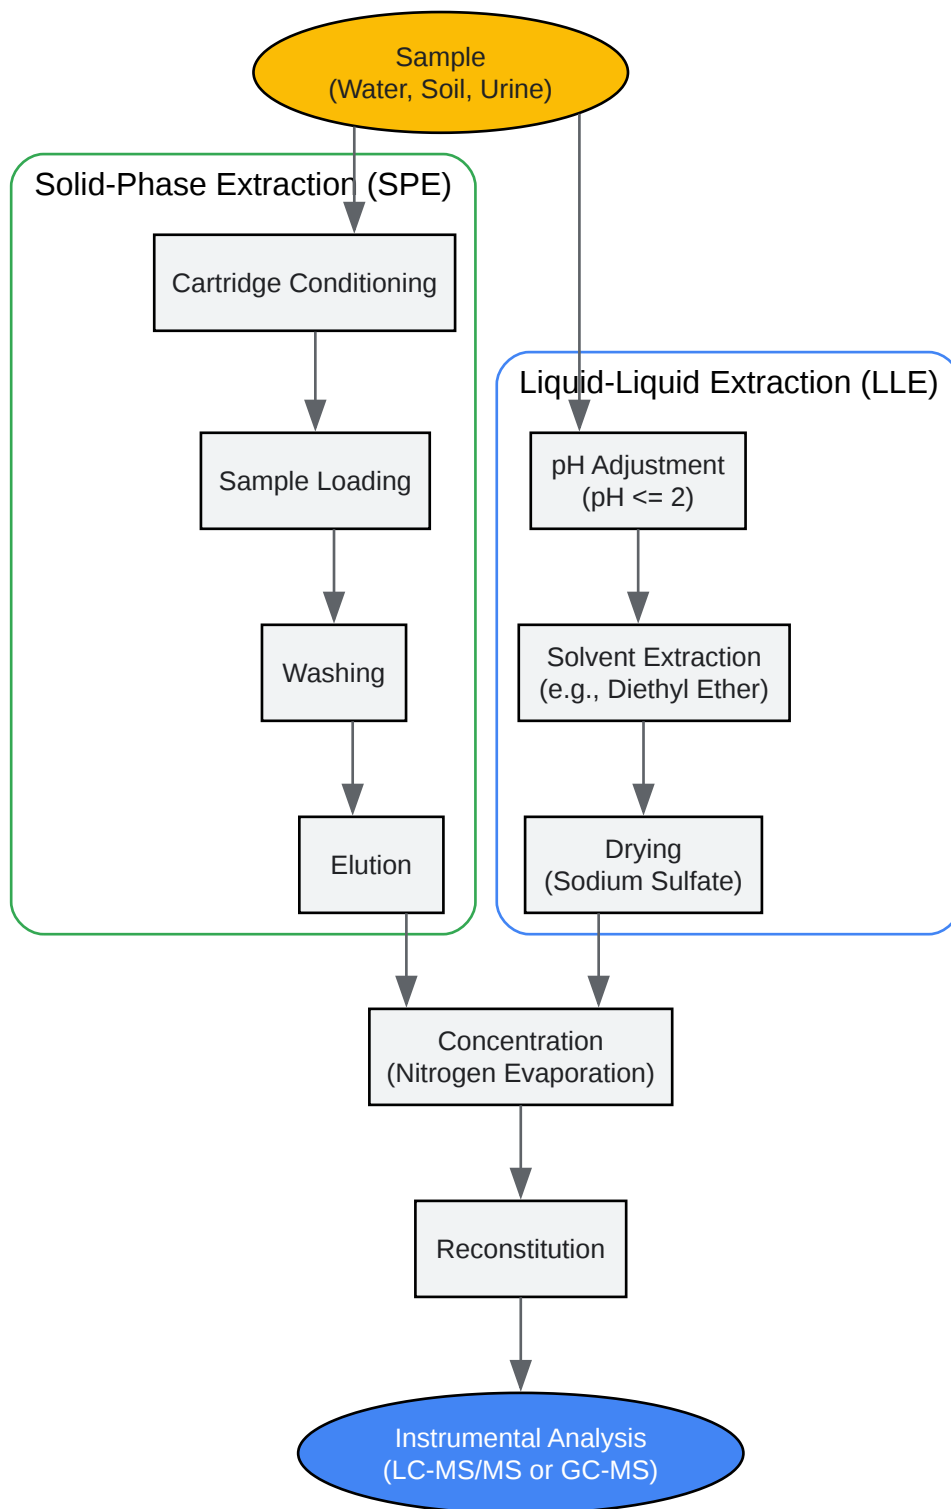 Sample
(Water, Soil, Urine)
Solid-Phase Extraction (SPE)
Cartridge Conditioning
Sample Loading
Washing
Elution
Liquid-Liquid Extraction (LLE)
pH Adjustment
(pH <= 2)
Solvent Extraction
(e.g., Diethyl Ether)
Drying
(Sodium Sulfate)
Concentration
(Nitrogen Evaporation)
Reconstitution
Instrumental Analysis
(LC-MS/MS or GC-MS)